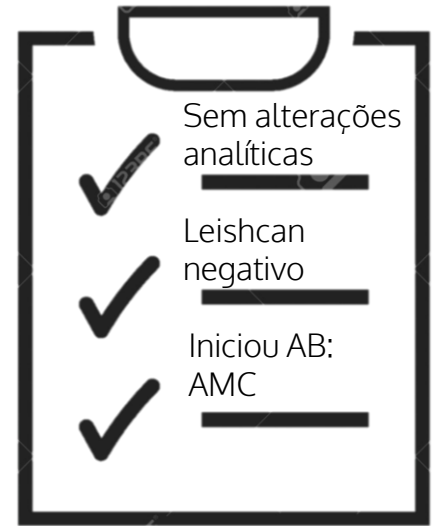 Sem alterações
analíticas
Leishcan
negativo
Iniciou AB:
AMC